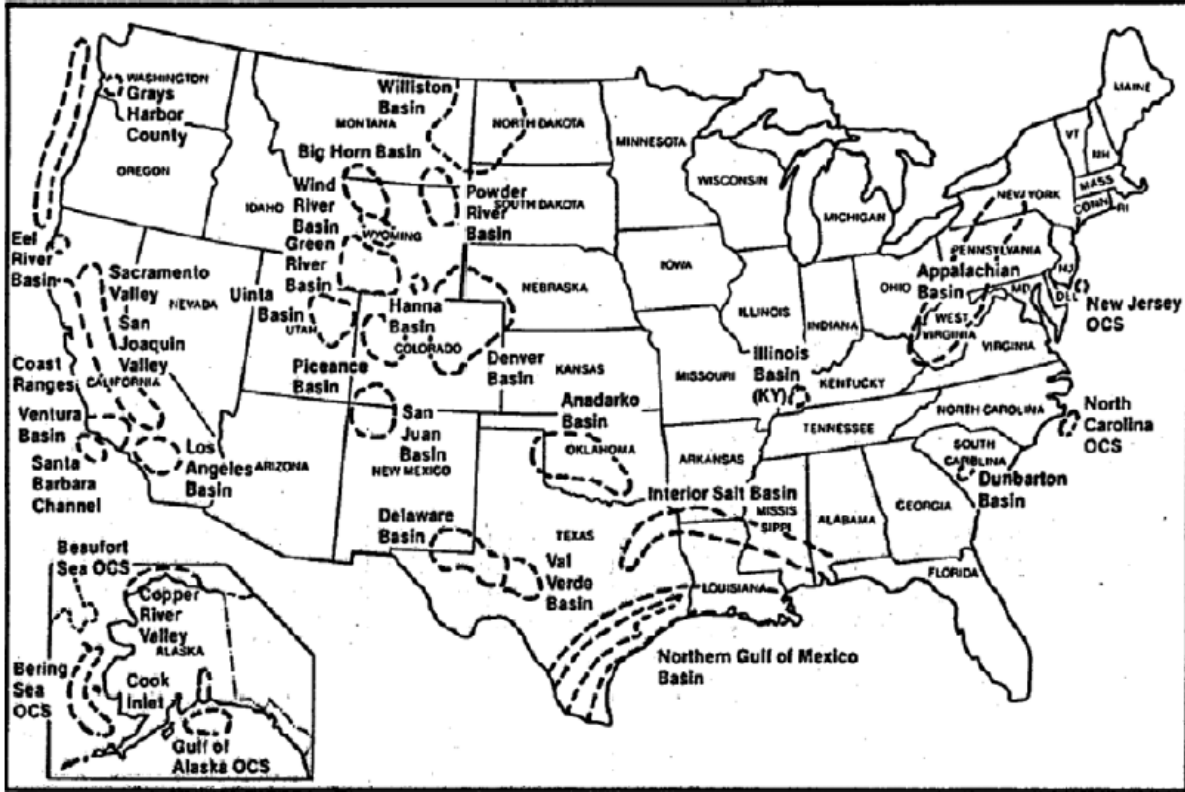 WASHINGTON
Grays
Harbor
County
OREGON
Eel
River
Basin
Sacramento
Valley
San
Joaquin
Valley
NEVADA
Coast
Ranges
CALIFORNIA
Ventura
Basin
Santa
Barbara
Channel
Los
Angeles
Basin
ARIZONA
IDAHO
Williston
Basin
MONTANA
NORTH DAKOTA
Big Horn Basin
Wind
River
Basin
WYOMING
Powder
River
Basin
SOUTH DAKOTA
Green
River
Basin
Uinta
Basin
UTAH
Hanna
Basin
COLORADO
Piceance
Basin
Denver
Basin
San
Juan
Basin
NEW MEXICO
NEBRASKA
KANSAS
Anadarko
Basin
OKLAHOMA
Delaware
Basin
TEXAS
Val
Verde
Basin
Interior Salt Basin
Northern Gulf of Mexico
Basin
MINNESOTA
WISCONSIN
MICHIGAN
IOWA
ILLINOIS
INDIANA
OHIO
MISSOURI
Illinois
Basin
(KY)
KENTUCKY
TENNESSEE
ARKANSAS
MISSIS
SIPPI
ALABAMA
GEORGIA
LOUISIANA
FLORIDA
MAINE
VT
NH
MASS
CONN
RI
NEW YORK
PENNSYLVANIA
NJ
MD
DEL
New Jersey
OCS
Appalachian
Basin
WEST
VIRGINIA
VIRGINIA
NORTH CAROLINA
North
Carolina
OCS
SOUTH
CAROLINA
Dunbarton
Basin
Beaufort
Sea OCS
Copper
River
Valley
ALASKA
Bering
Sea
OCS
Cook
Inlet
Gulf of
Alaska OCS